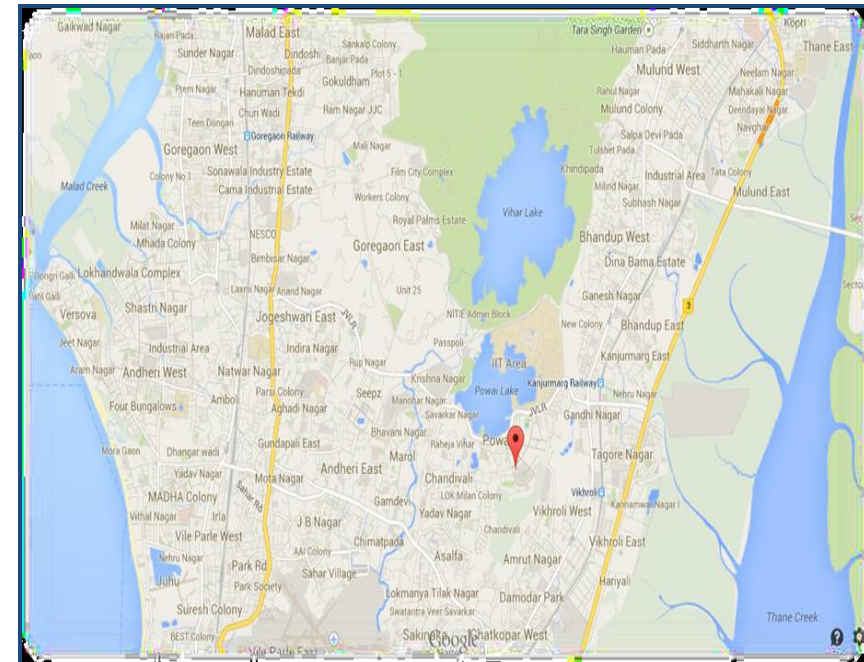 Gaikwad Nagar
Rajan Pada
Malad East
Sankalp Colony
Tara Singh Garden
Hauman Pada
Siddharth Nagar
Kopri
Thane East
Sunder Nagar
Dindoshi
Banjar Pada
Mulund West
Dindoshipada
Plot 5 - 1
Gokuldham
Neelam Nagar
Prem Nagar
Hanuman Tekdi
Rahul Nagar
Mahakali Nagar
Churi Wadi
Ram Nagar JJC
Mulund Colony
Deendayal Nagar
Teen Dongari
Goregaon Railway
Salpa Devi Pada
Navghar
Goregaon West
Mali Nagar
Tulshet Pada
Colony No 1
Sonawala Industry Estate
Film City Complex
Khindipada
Industrial Area
Tata Colony
Malad Creek
Cama Industrial Estate
Milind Nagar
Mulund East
Workers Colony
Subhash Nagar
Vihar Lake
Milat Nagar
Royal Palms Estate
Mhada Colony
NESCO
Goregaon East
Bhandup West
Bimbisar Nagar
Dina Bama Estate
Dongri Galli
Lokhandwala Complex
Laxmi Nagar
Anand Nagar
Unit 25
Ganesh Nagar
Patil Galli
Versova
Shastri Nagar
Jogeshwari East
JVLR
NITIE Admin Block
New Colony
3
Bhandup East
Jeet Nagar
Industrial Area
Indira Nagar
Passpoli
Kanjurmarg East
Aram Nagar
Andheri West
Natwar Nagar
Rup Nagar
IIT Area
Krishna Nagar
Powai Lake
Kanjurmarg Railway
Parsi Colony
Seepz
Nehru Nagar
Four Bungalows
Amboli
Aghadi Nagar
Manohar Nagar
JVLR
Savarkar Nagar
Gandhi Nagar
Bhavani Nagar
Mora Gaon
Gundapali East
Raheja Vihar
Powai
Dhangar wadi
Marol
Tagore Nagar
Yadav Nagar
Mota Nagar
Andheri East
Chandivali
MADHA Colony
Sahar Rd
LOK Milan Colony
Vikhroli
Gamdevi
Kannamwar Nagar I
Vithal Nagar
Irla
J B Nagar
Yadav Nagar
Vikhroli West
Vile Parle West
Chimatpada
Chandivali
Vikhroli East
Nehru Nagar
AAI Colony
Asalfa
Amrut Nagar
Park Rd
Juhu
Park Society
Sahar Village
Hariyali
Lokmanya Tilak Nagar
Damodar Park
Suresh Colony
Swatantra Veer Savarkar
Thane Creek
BEST Colony
Sakinaka
Google
Ghatkopar West
Vile Parle East